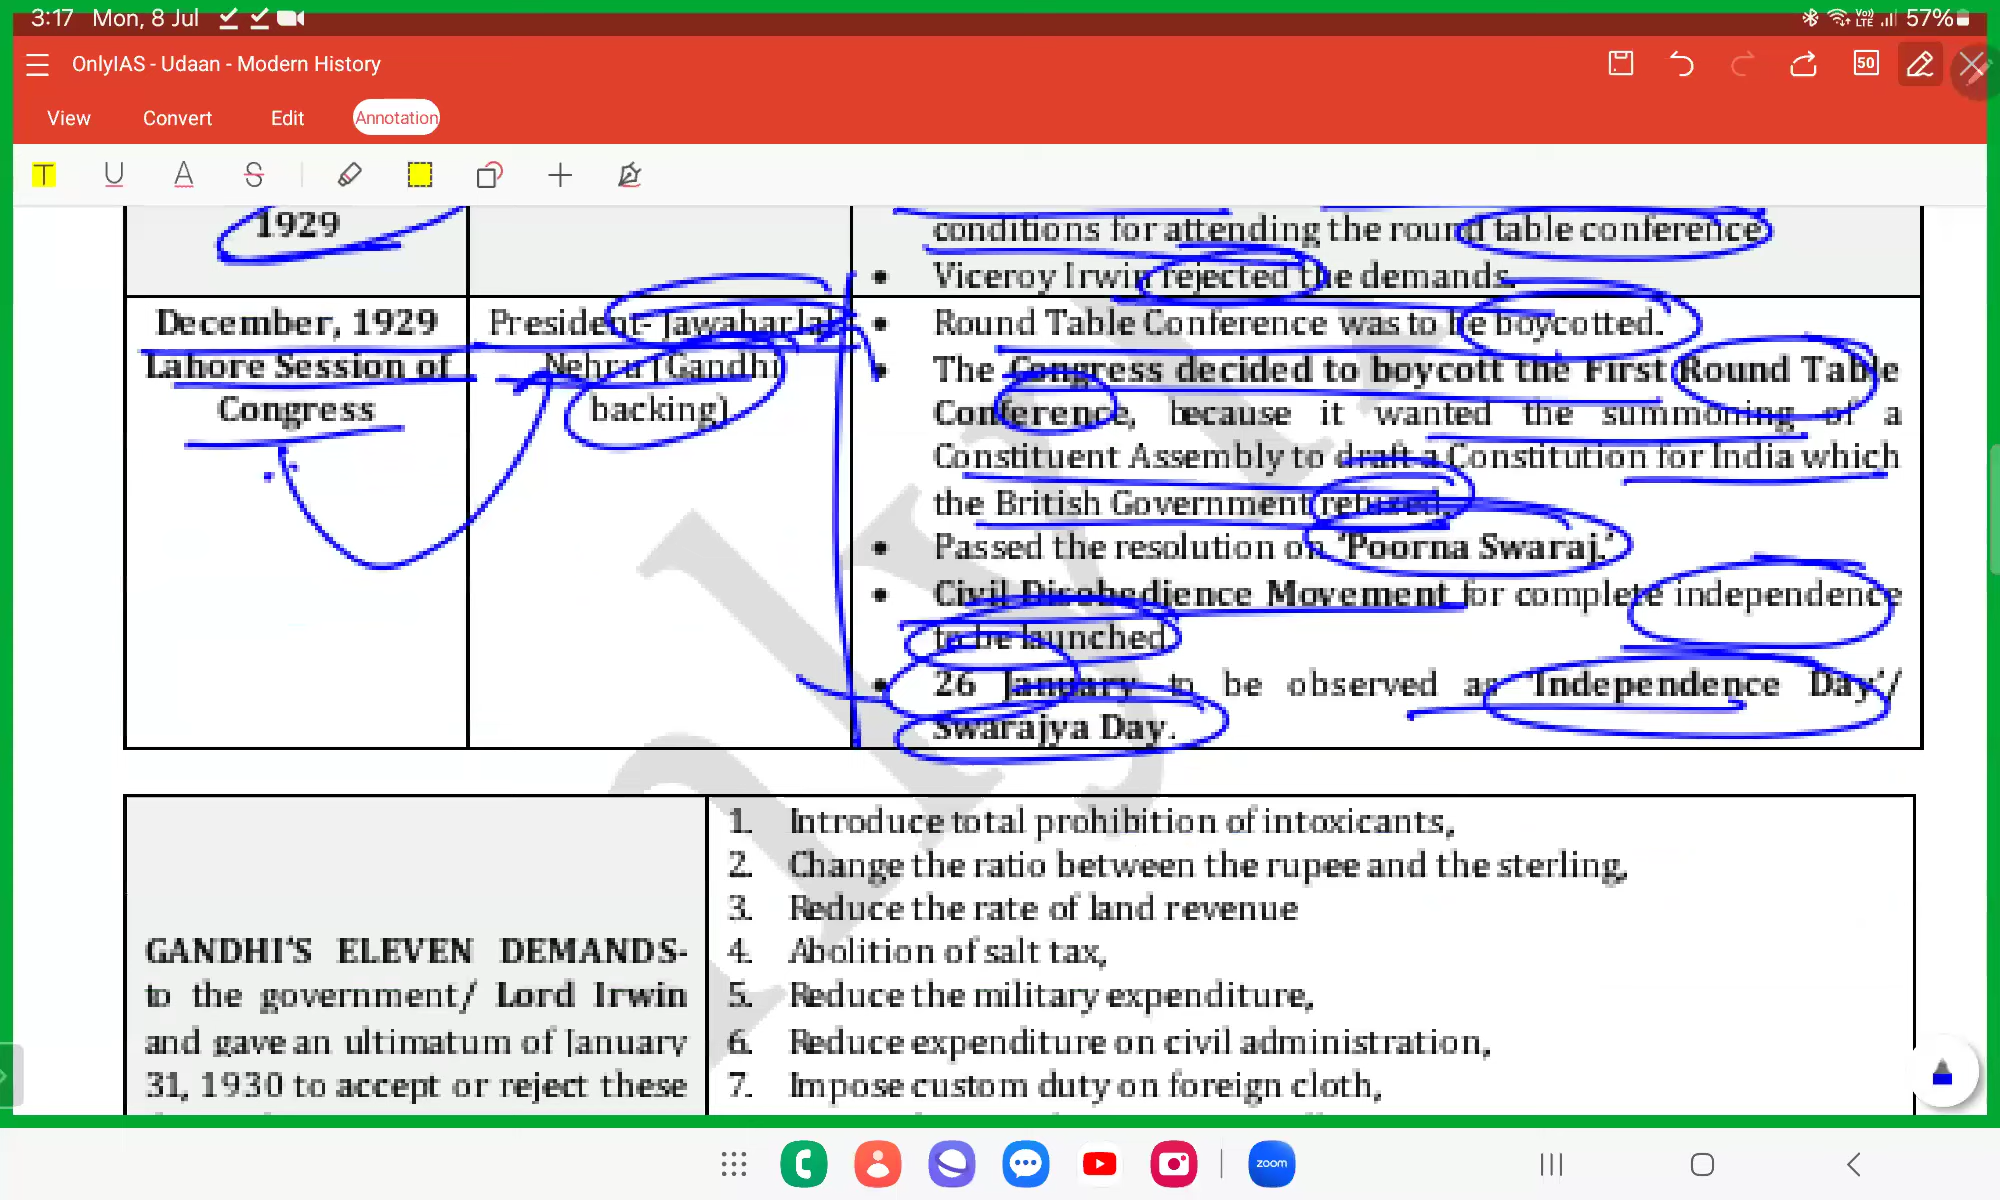 3:17 Mon, 8 Jul 57%
OnlyIAS - Udaan - Modern History 50
View Convert Edit Annotation
T U A S
1929
conditions for attending the round table conference
Viceroy Irwin rejected the demands.
December, 1929
Lahore Session of
Congress
President- Jawaharlal
Nehru (Gandhi
backing)
• Round Table Conference was to be boycotted.
• The Congress decided to boycott the First Round Table
Conference, because it wanted the summoning of a
Constituent Assembly to draft a Constitution for India which
the British Government refused.
• Passed the resolution on 'Poorna Swaraj.'
• Civil Disobedience Movement for complete independence
to be launched
• 26 January to be observed as 'Independence Day'/
Swarajya Day.
GANDHI'S ELEVEN DEMANDS-
to the government/ Lord Irwin
and gave an ultimatum of January
31, 1930 to accept or reject these
1. Introduce total prohibition of intoxicants,
2. Change the ratio between the rupee and the sterling,
3. Reduce the rate of land revenue
4. Abolition of salt tax,
5. Reduce the military expenditure,
6. Reduce expenditure on civil administration,
7. Impose custom duty on foreign cloth,
zoom